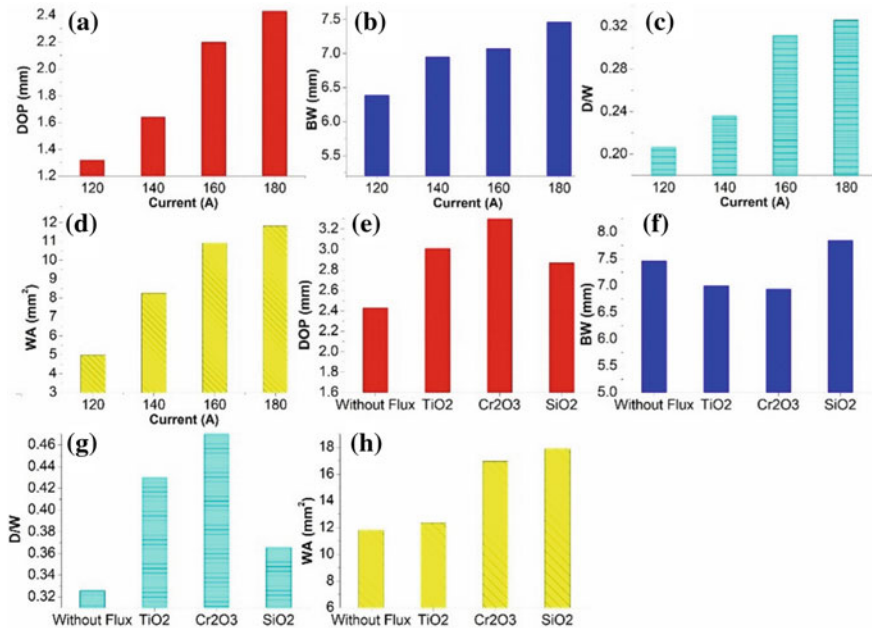 (a)
DOP (mm)
2.4
2.2
2.0
1.8
1.6
1.4
1.2
120 140 160 180
Current (A)
(b)
BW (mm)
7.5
7.0
6.5
6.0
5.5
120 140 160 180
Current (A)
(c)
D/W
0.32
0.28
0.24
0.20
120 140 160 180
Current (A)
(d)
WA (mm²)
12
11
10
9
8
7
6
5
4
3
120 140 160 180
Current (A)
(e)
DOP (mm)
3.2
3.0
2.8
2.6
2.4
2.2
2.0
1.8
1.6
Without Flux TiO2 Cr2O3 SiO2
(f)
BW (mm)
8.0
7.5
7.0
6.5
6.0
5.5
5.0
Without Flux TiO2 Cr2O3 SiO2
(g)
D/W
0.46
0.44
0.42
0.40
0.38
0.36
0.34
0.32
Without Flux TiO2 Cr2O3 SiO2
(h)
WA (mm²)
18
16
14
12
10
8
6
Without Flux TiO2 Cr2O3 SiO2